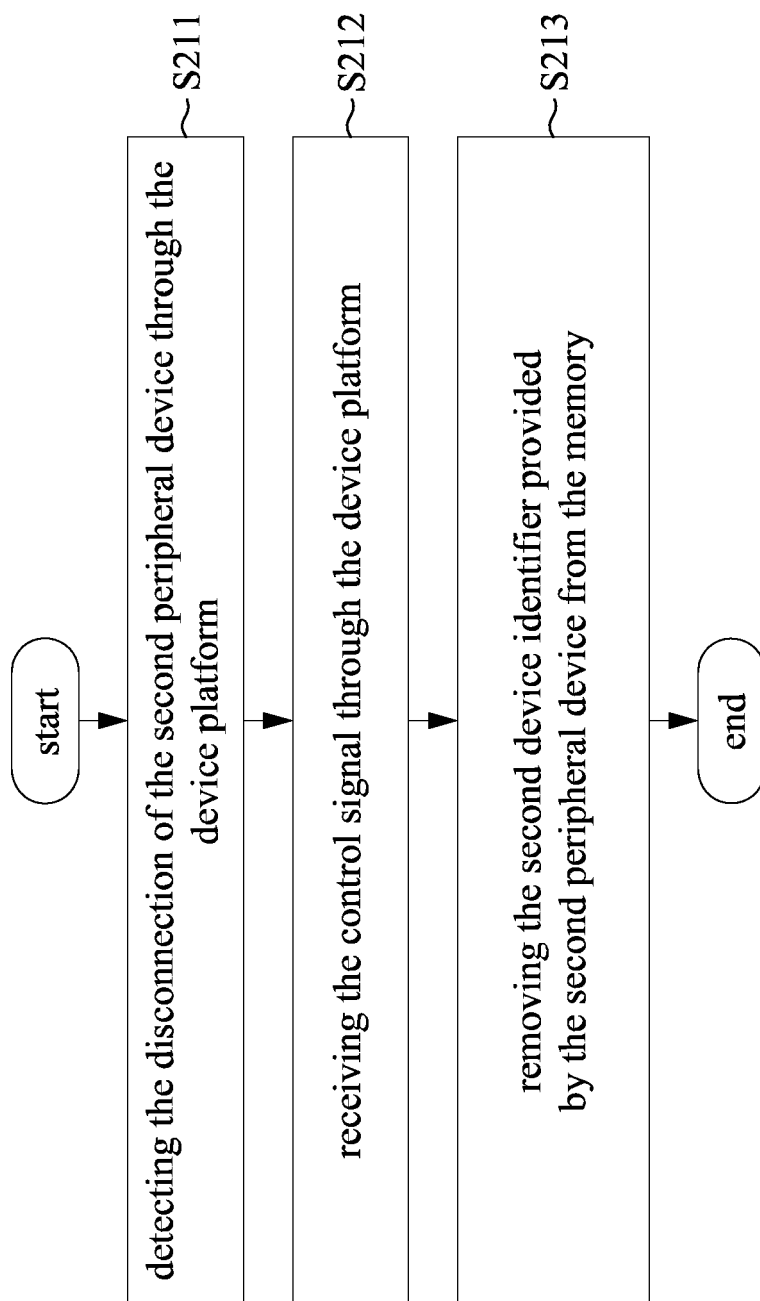 start
detecting the disconnection of the second peripheral device through the
device platform
S211
receiving the control signal through the device platform
S212
removing the second device identifier provided
by the second peripheral device from the memory
S213
end